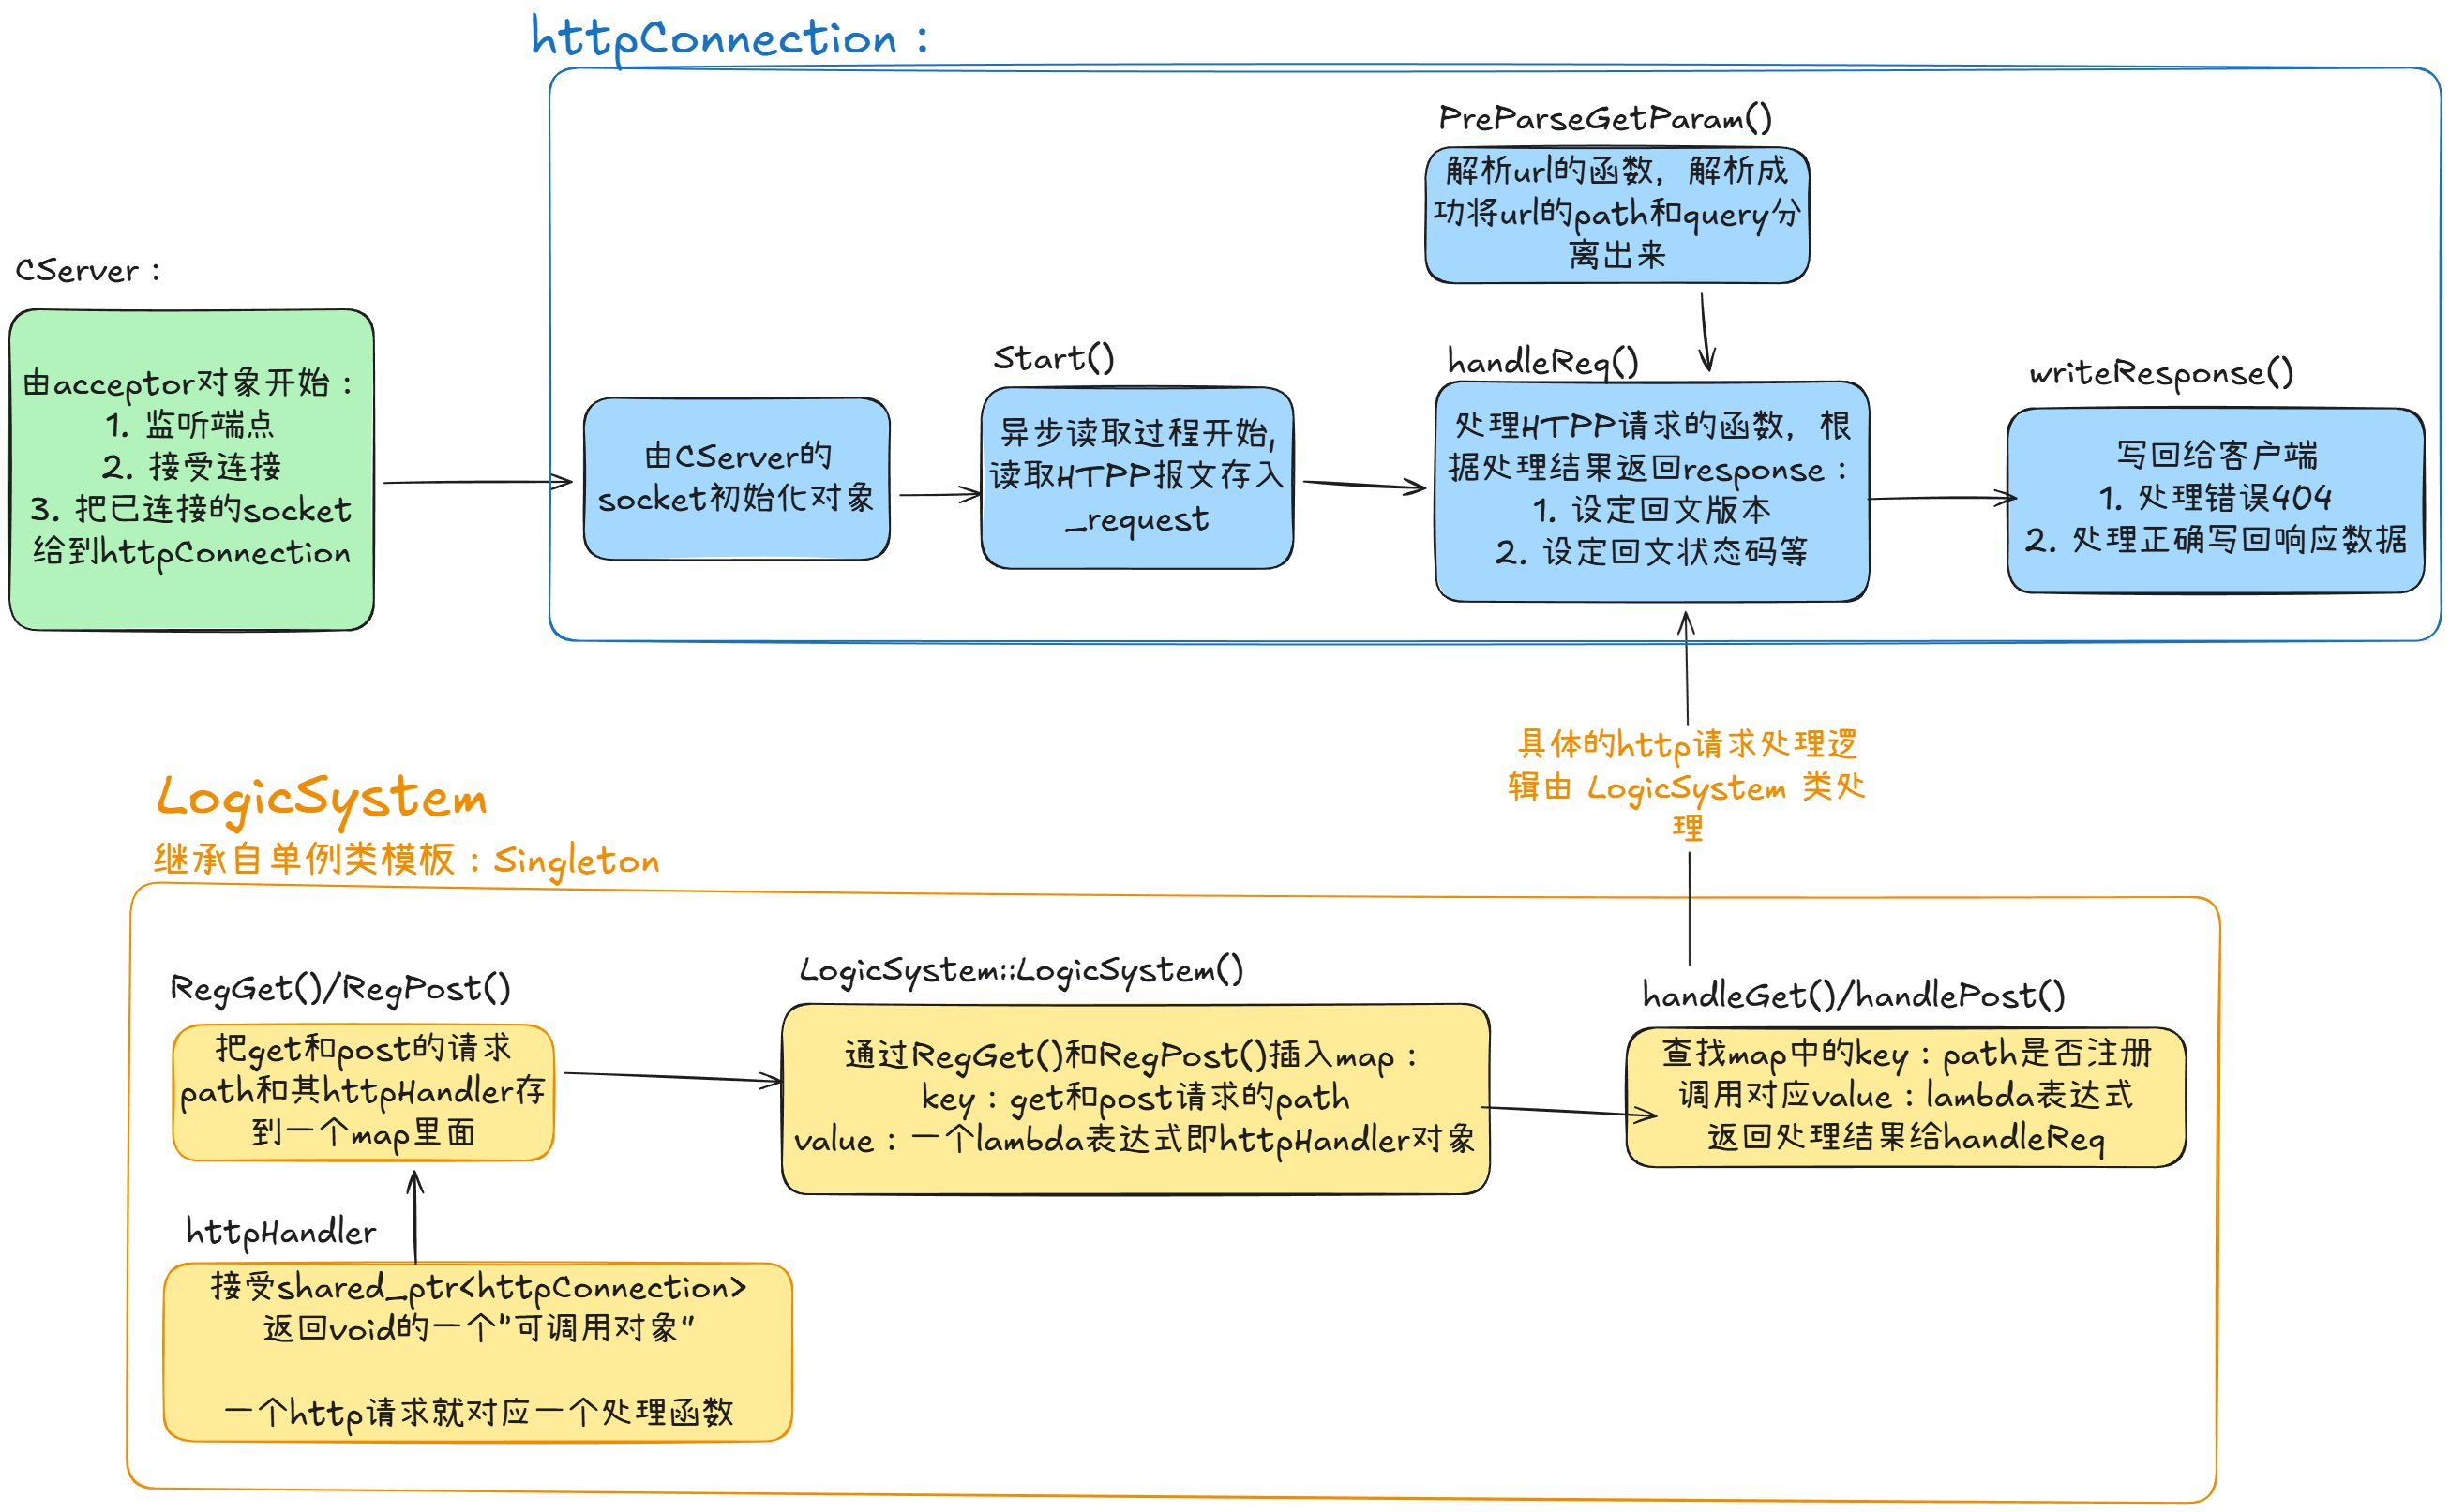 httpConnection：
PreParseGetParam()
解析url的函数，解析成
功将url的path和query分
离出来
CServer：
由acceptor对象开始：
1. 监听端点
2. 接受连接
3. 把已连接的socket
给到httpConnection
由CServer的
socket初始化对象
Start()
异步读取过程开始，
读取HTPP报文存入
_request
handleReq()
处理HTPP请求的函数，根
据处理结果返回response：
1. 设定回文版本
2. 设定回文状态码等
writeResponse()
写回给客户端
1. 处理错误404
2. 处理正确写回响应数据
具体的http请求处理逻
辑由 LogicSystem 类处
理
LogicSystem
继承自单例类模板：Singleton
RegGet()/RegPost()
把get和post的请求
path和其httpHandler存
到一个map里面
httpHandler
接受shared_ptr<httpConnection>
返回void的一个"可调用对象"
一个http请求就对应一个处理函数
LogicSystem::LogicSystem()
通过RegGet()和RegPost()插入map：
key：get和post请求的path
value：一个lambda表达式即httpHandler对象
handleGet()/handlePost()
查找map中的key：path是否注册
调用对应value：lambda表达式
返回处理结果给handleReq